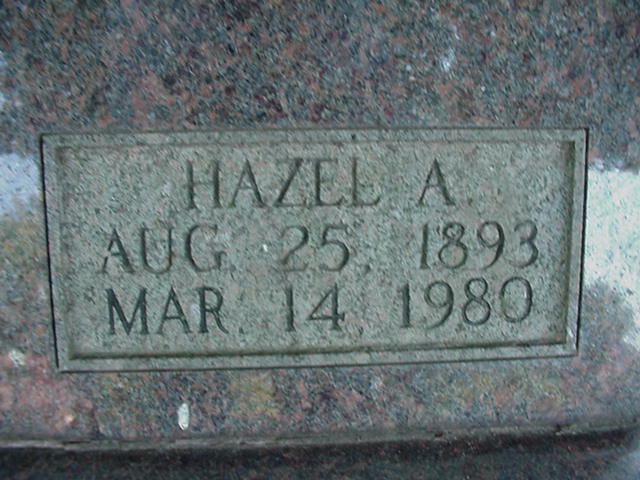 HAZEL A.
AUG. 25, 1893
MAR. 14, 1980